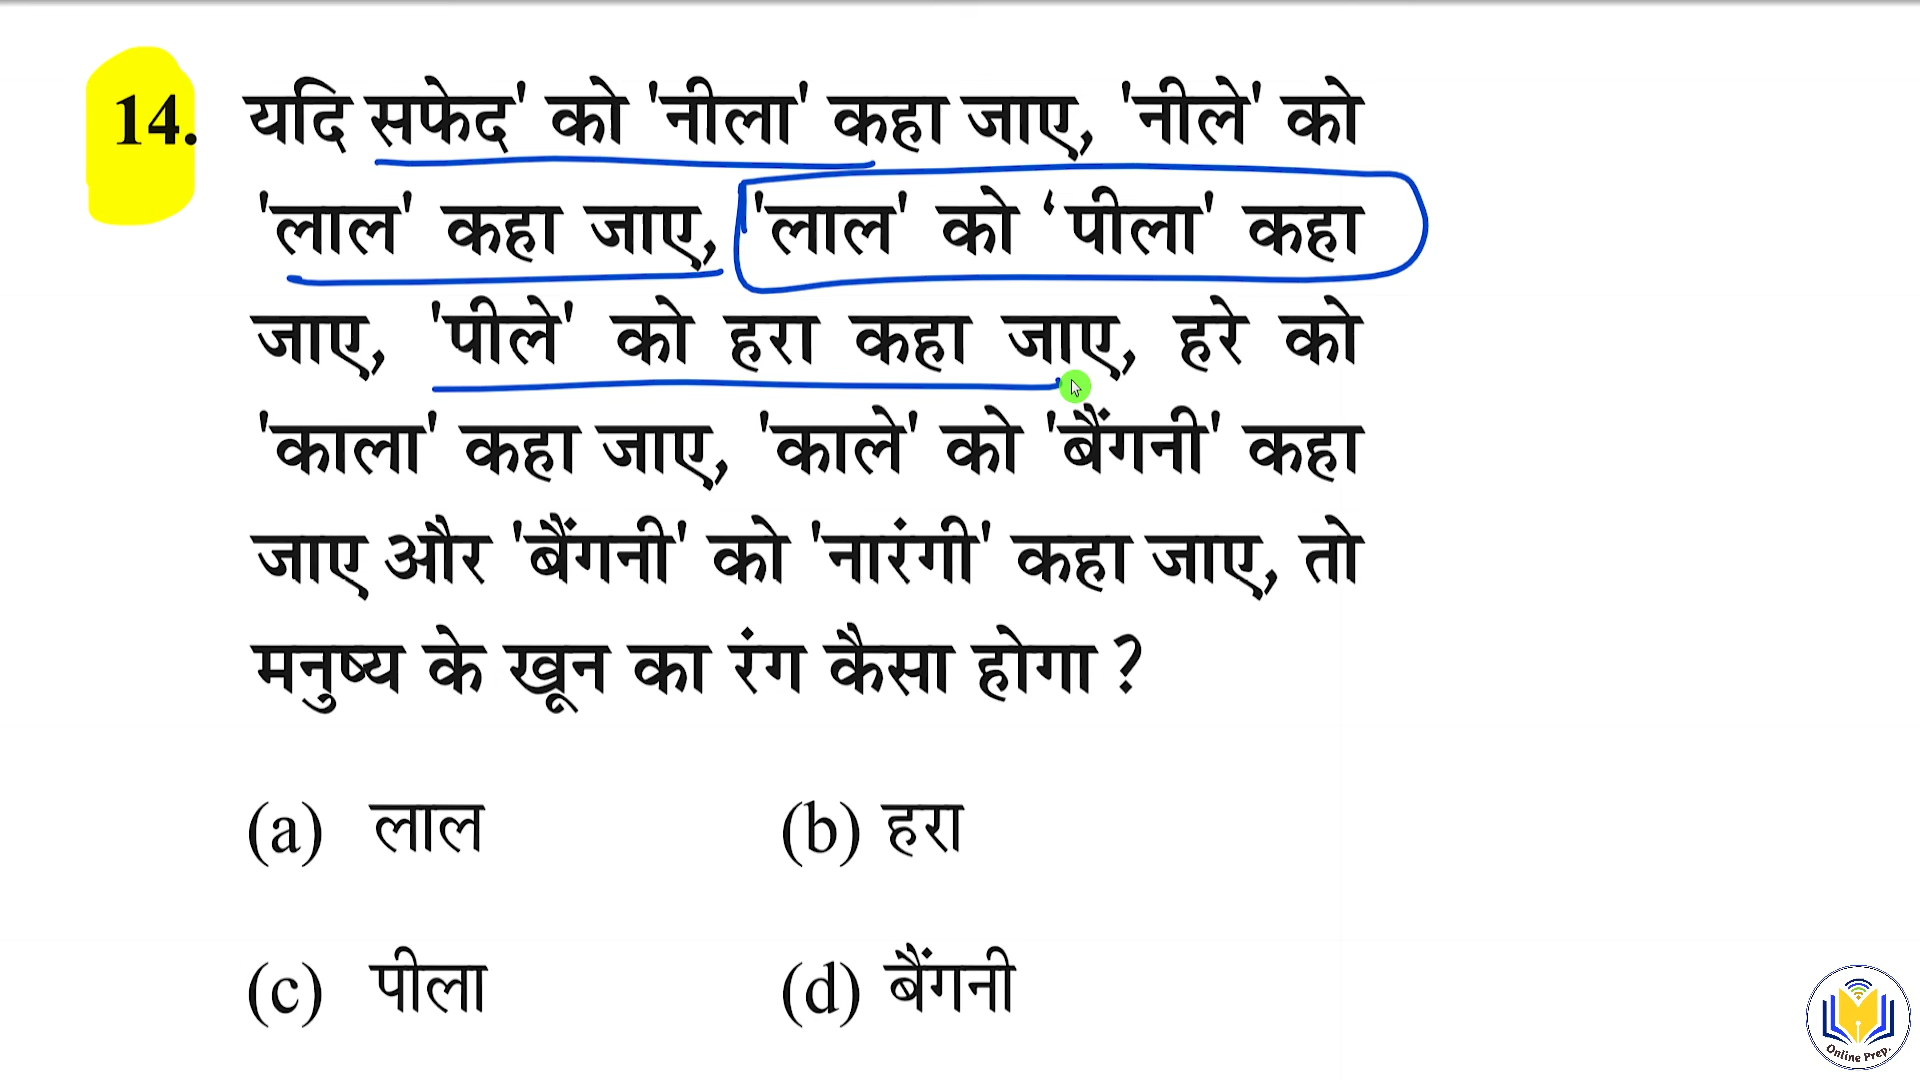 14. यदि सफेद' को 'नीला' कहा जाए, 'नीले' को
'लाल' कहा जाए, 'लाल' को ‘पीला' कहा
जाए, 'पीले' को हरा कहा जाए, हरे को
'काला' कहा जाए, 'काले' को 'बैंगनी' कहा
जाए और 'बैंगनी' को 'नारंगी' कहा जाए, तो
मनुष्य के खून का रंग कैसा होगा ?
(a) लाल (b) हरा
(c) पीला (d) बैंगनी
Online Prep.